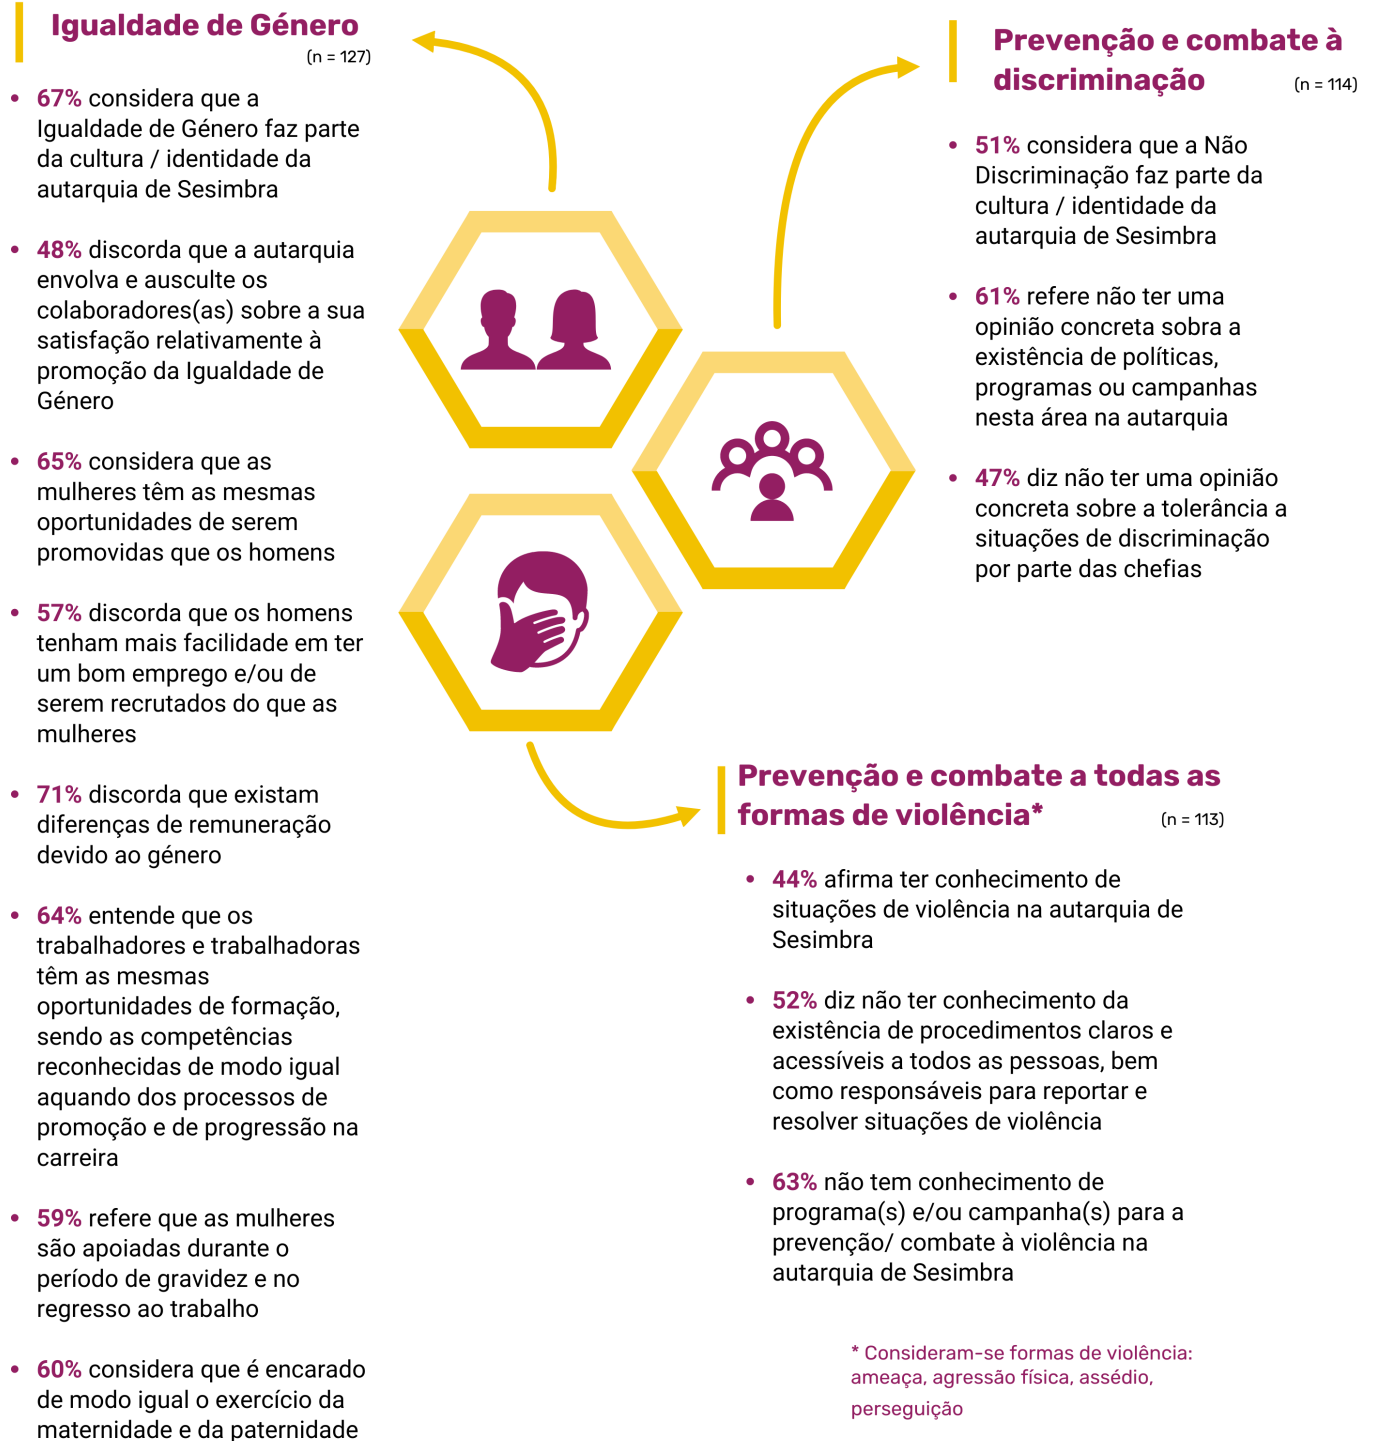 Igualdade de Género
(n = 127)
• 67% considera que a
Igualdade de Género faz parte
da cultura / identidade da
autarquia de Sesimbra
• 48% discorda que a autarquia
envolva e ausculte os
colaboradores(as) sobre a sua
satisfação relativamente à
promoção da Igualdade de
Género
• 65% considera que as
mulheres têm as mesmas
oportunidades de serem
promovidas que os homens
• 57% discorda que os homens
tenham mais facilidade em ter
um bom emprego e/ou de
serem recrutados do que as
mulheres
• 71% discorda que existam
diferenças de remuneração
devido ao género
• 64% entende que os
trabalhadores e trabalhadoras
têm as mesmas
oportunidades de formação,
sendo as competências
reconhecidas de modo igual
aquando dos processos de
promoção e de progressão na
carreira
• 59% refere que as mulheres
são apoiadas durante o
período de gravidez e no
regresso ao trabalho
• 60% considera que é encarado
de modo igual o exercício da
maternidade e da paternidade
Prevenção e combate à
discriminação (n = 114)
• 51% considera que a Não
Discriminação faz parte da
cultura / identidade da
autarquia de Sesimbra
• 61% refere não ter uma
opinião concreta sobra a
existência de políticas,
programas ou campanhas
nesta área na autarquia
• 47% diz não ter uma opinião
concreta sobre a tolerância a
situações de discriminação
por parte das chefias
Prevenção e combate a todas as
formas de violência* (n = 113)
• 44% afirma ter conhecimento de
situações de violência na autarquia de
Sesimbra
• 52% diz não ter conhecimento da
existência de procedimentos claros e
acessíveis a todos as pessoas, bem
como responsáveis para reportar e
resolver situações de violência
• 63% não tem conhecimento de
programa(s) e/ou campanha(s) para a
prevenção/ combate à violência na
autarquia de Sesimbra
* Consideram-se formas de violência:
ameaça, agressão física, assédio,
perseguição